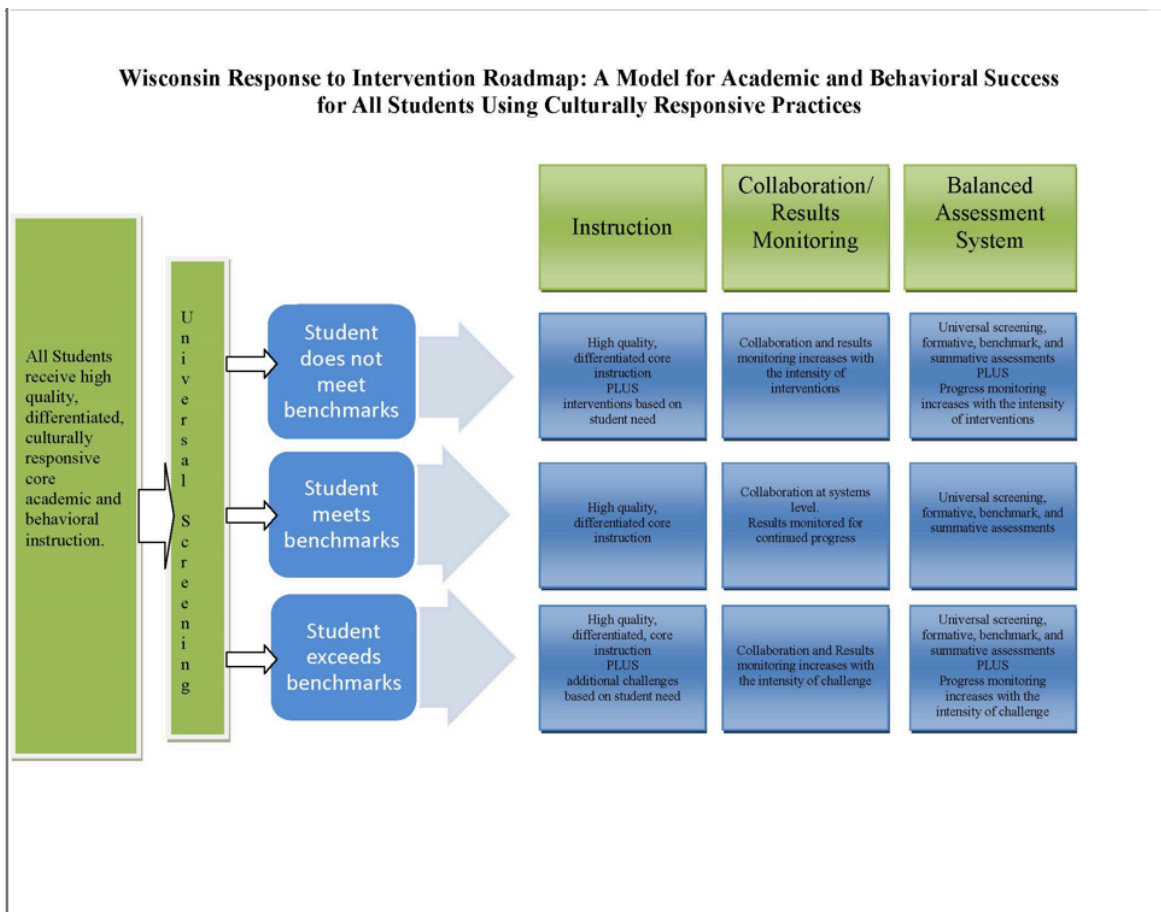 Wisconsin Response to Intervention Roadmap: A Model for Academic and Behavioral Success
for All Students Using Culturally Responsive Practices
Instruction
Collaboration/
Results
Monitoring
Balanced
Assessment
System
All Students
receive high
quality,
differentiated,
culturally
responsive
core
academic and
behavioral
instruction.
Universal Screening
Student
does not
meet
benchmarks
High quality,
differentiated core
instruction
PLUS
interventions based on
student need
Collaboration and results
monitoring increases with
the intensity of
interventions
Universal screening,
formative, benchmark, and
summative assessments
PLUS
Progress monitoring
increases with the intensity
of interventions
Student
meets
benchmarks
High quality,
differentiated core
instruction
Collaboration at systems
level.
Results monitored for
continued progress
Universal screening,
formative, benchmark, and
summative assessments
Student
exceeds
benchmarks
High quality,
differentiated, core
instruction
PLUS
additional challenges
based on student need
Collaboration and Results
monitoring increases with
the intensity of challenge
Universal screening,
formative, benchmark, and
summative assessments
PLUS
Progress monitoring
increases with the
intensity of challenge